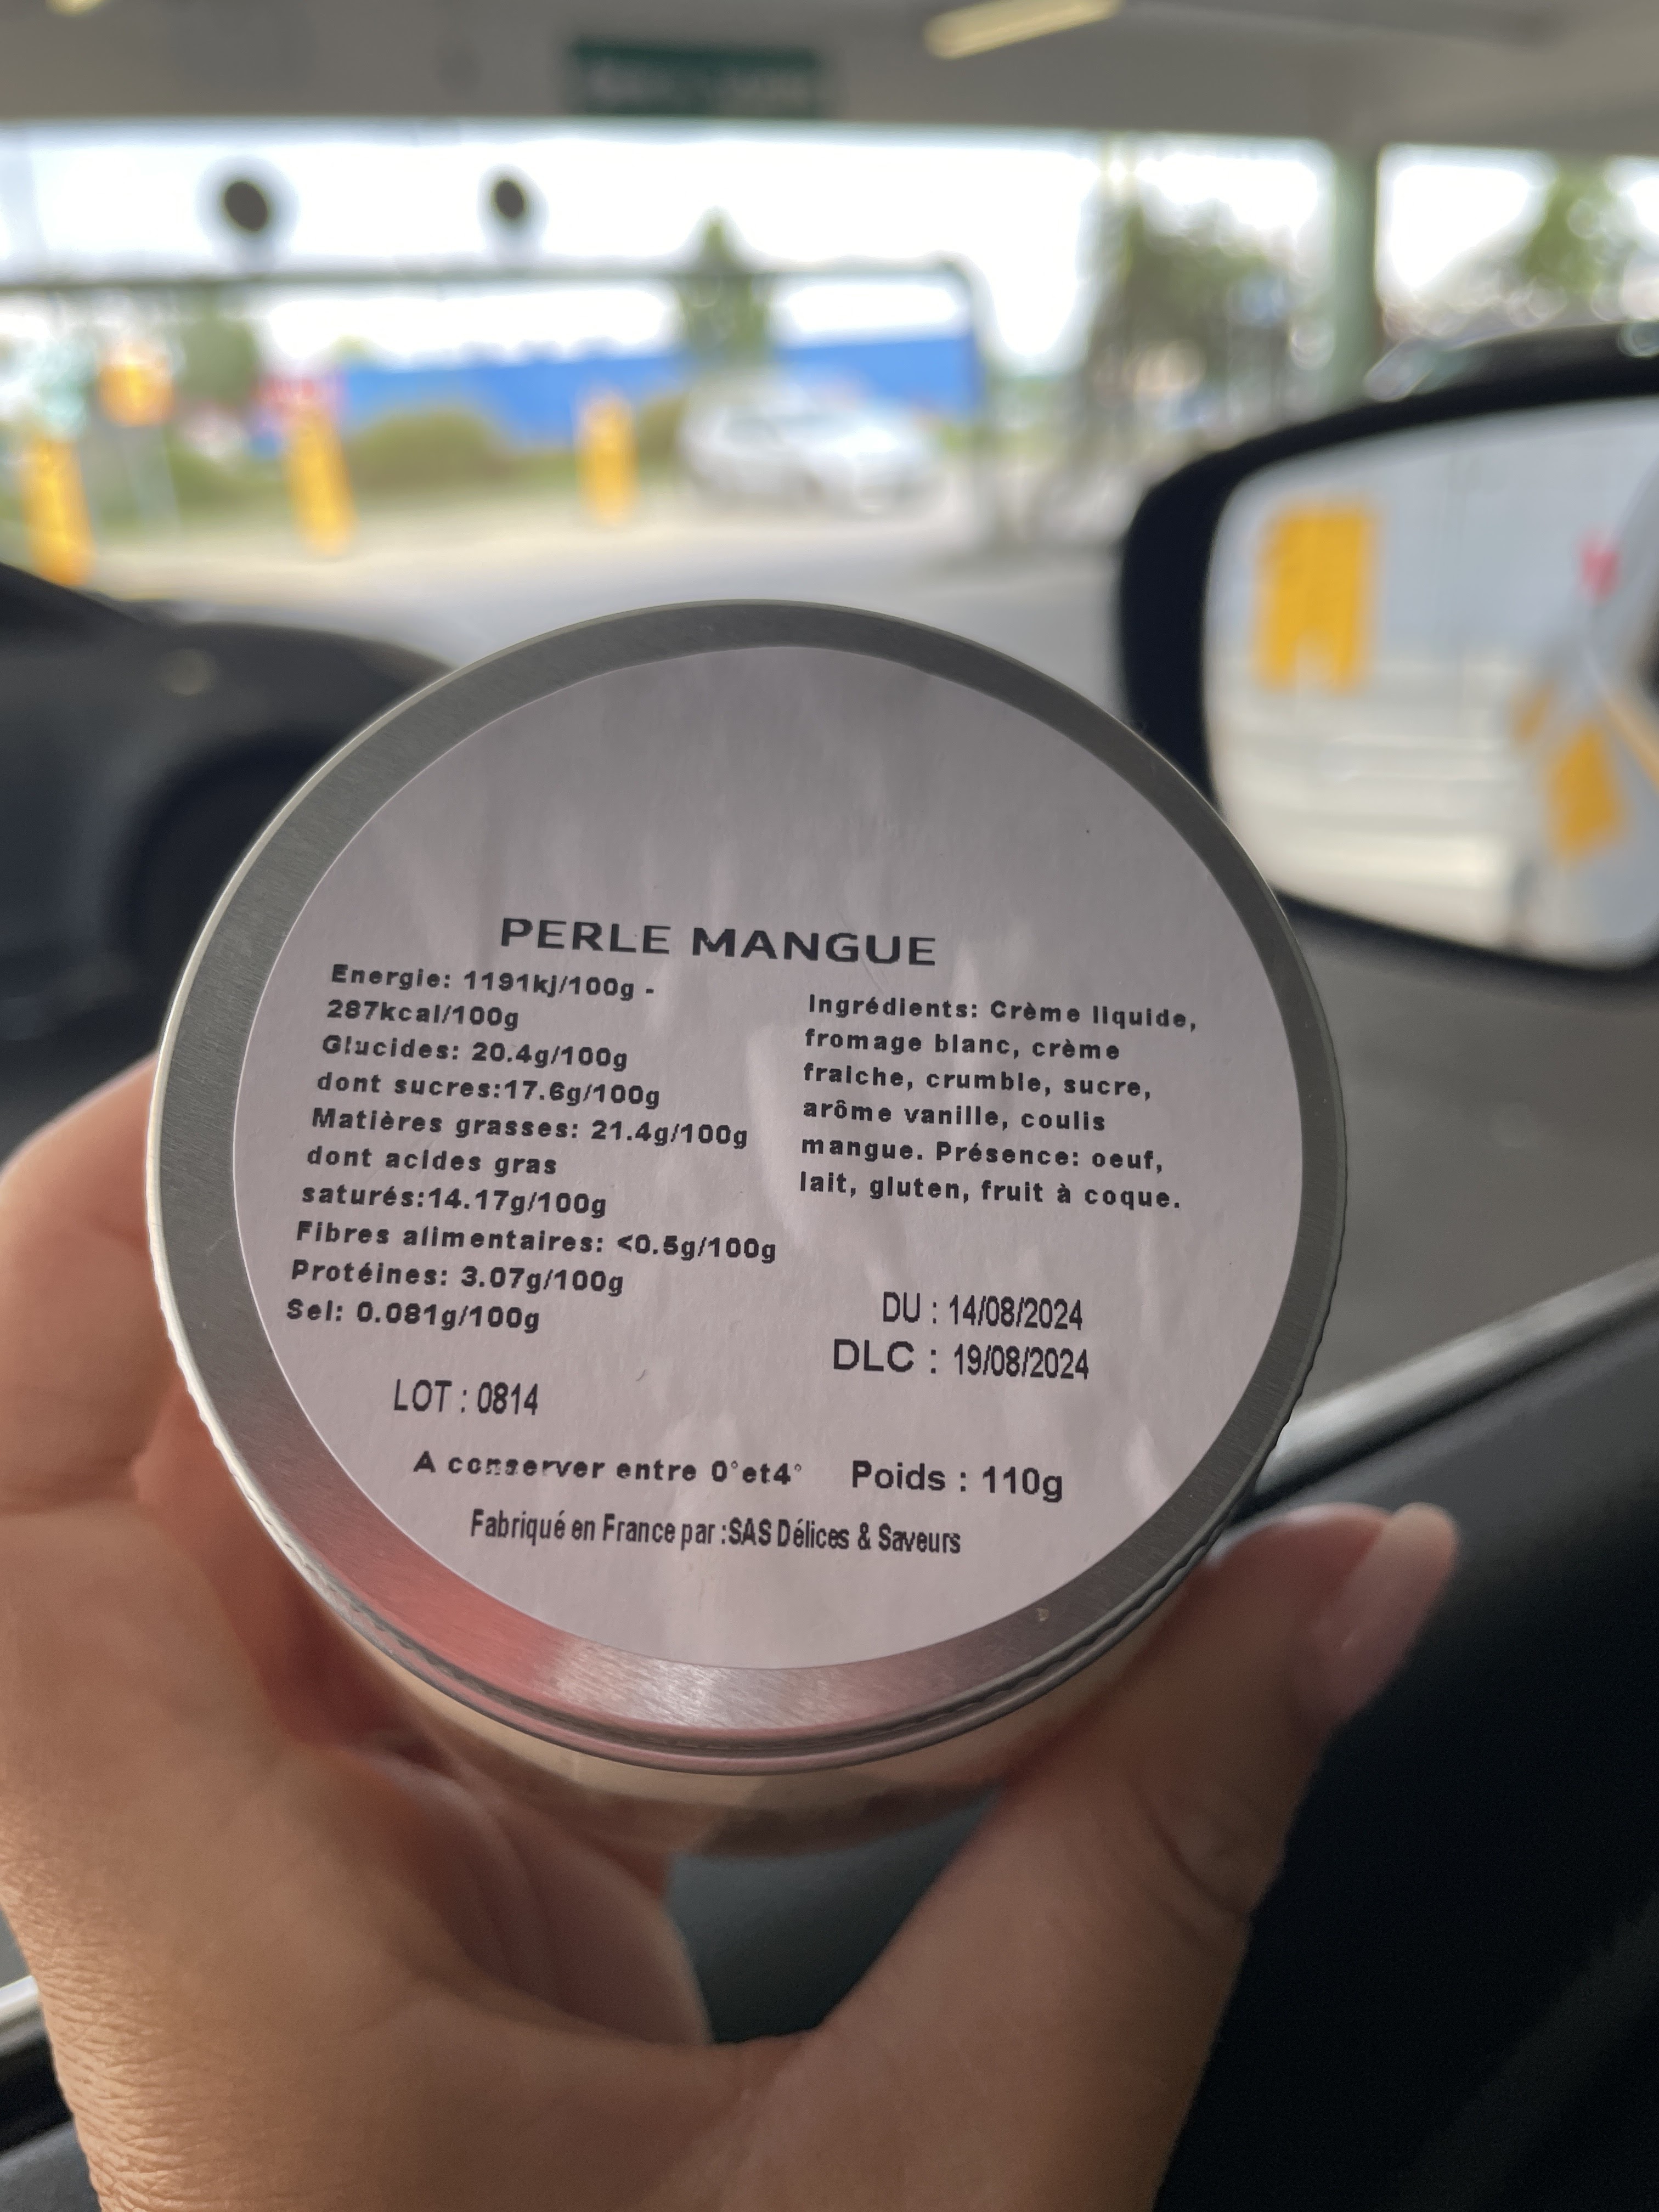 PERLE MANGUE
Energie: 1191kj/100g -
287kcal/100g
Glucides: 20.4g/100g
dont sucres:17.6g/100g
Matières grasses: 21.4g/100g
dont acides gras
saturés:14.17g/100g
Fibres alimentaires: <0.5g/100g
Protéines: 3.07g/100g
Sel: 0.081g/100g
Ingrédients: Crème liquide,
fromage blanc, crème
fraiche, crumble, sucre,
arôme vanille, coulis
mangue. Présence: oeuf,
lait, gluten, fruit à coque.
DU : 14/08/2024
DLC : 19/08/2024
LOT : 0814
A conserver entre 0°et4°
Poids : 110g
Fabriqué en France par :SAS Délices & Saveurs